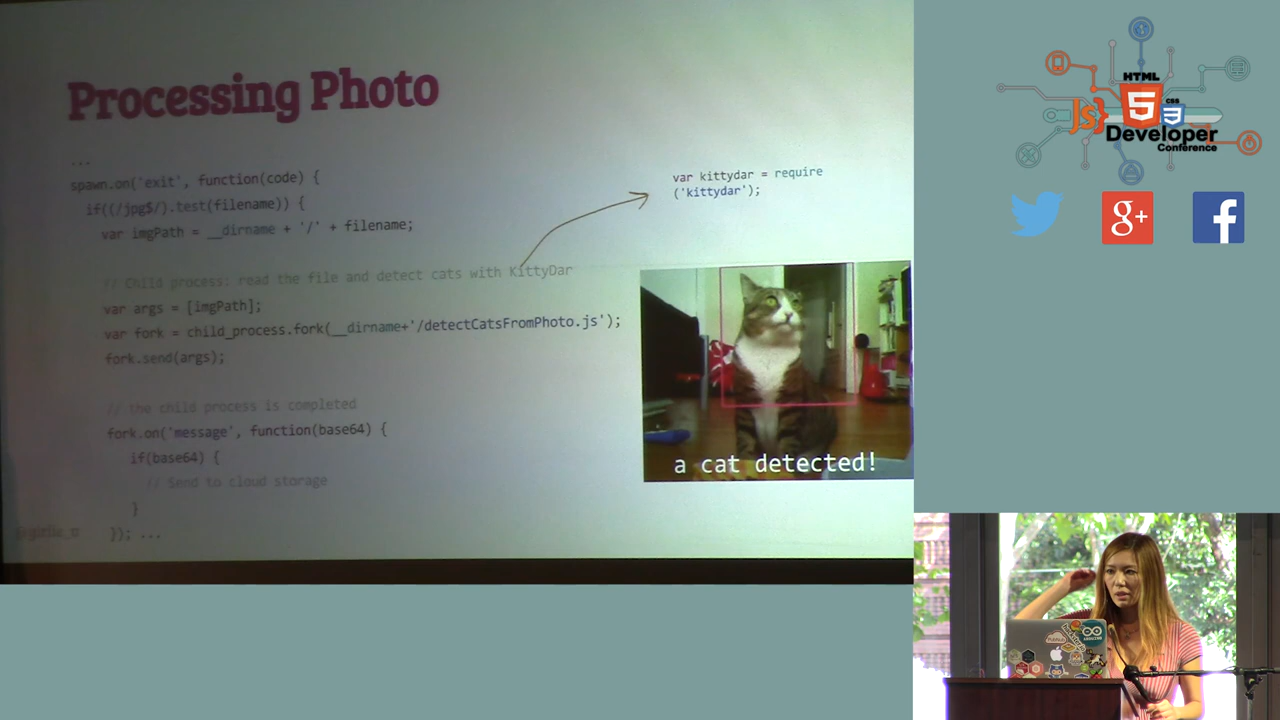 Processing Photo
...
spawn.on('exit', function(code) {
if((/jpg$/).test(filename)) {
var imgPath = __dirname + '/' + filename;
// Child process: read the file and detect cats with KittyDar
var args = [imgPath];
var fork = child_process.fork(__dirname+'/detectCatsFromPhoto.js');
fork.send(args);
// the child process is completed
fork.on('message', function(base64) {
if(base64) {
// Send to cloud storage
}
}); ...
var kittydar = require
('kittydar');
a cat detected!
HTML
5
CSS
3
JS}
Developer
Conference
g+
f
ARDUINO